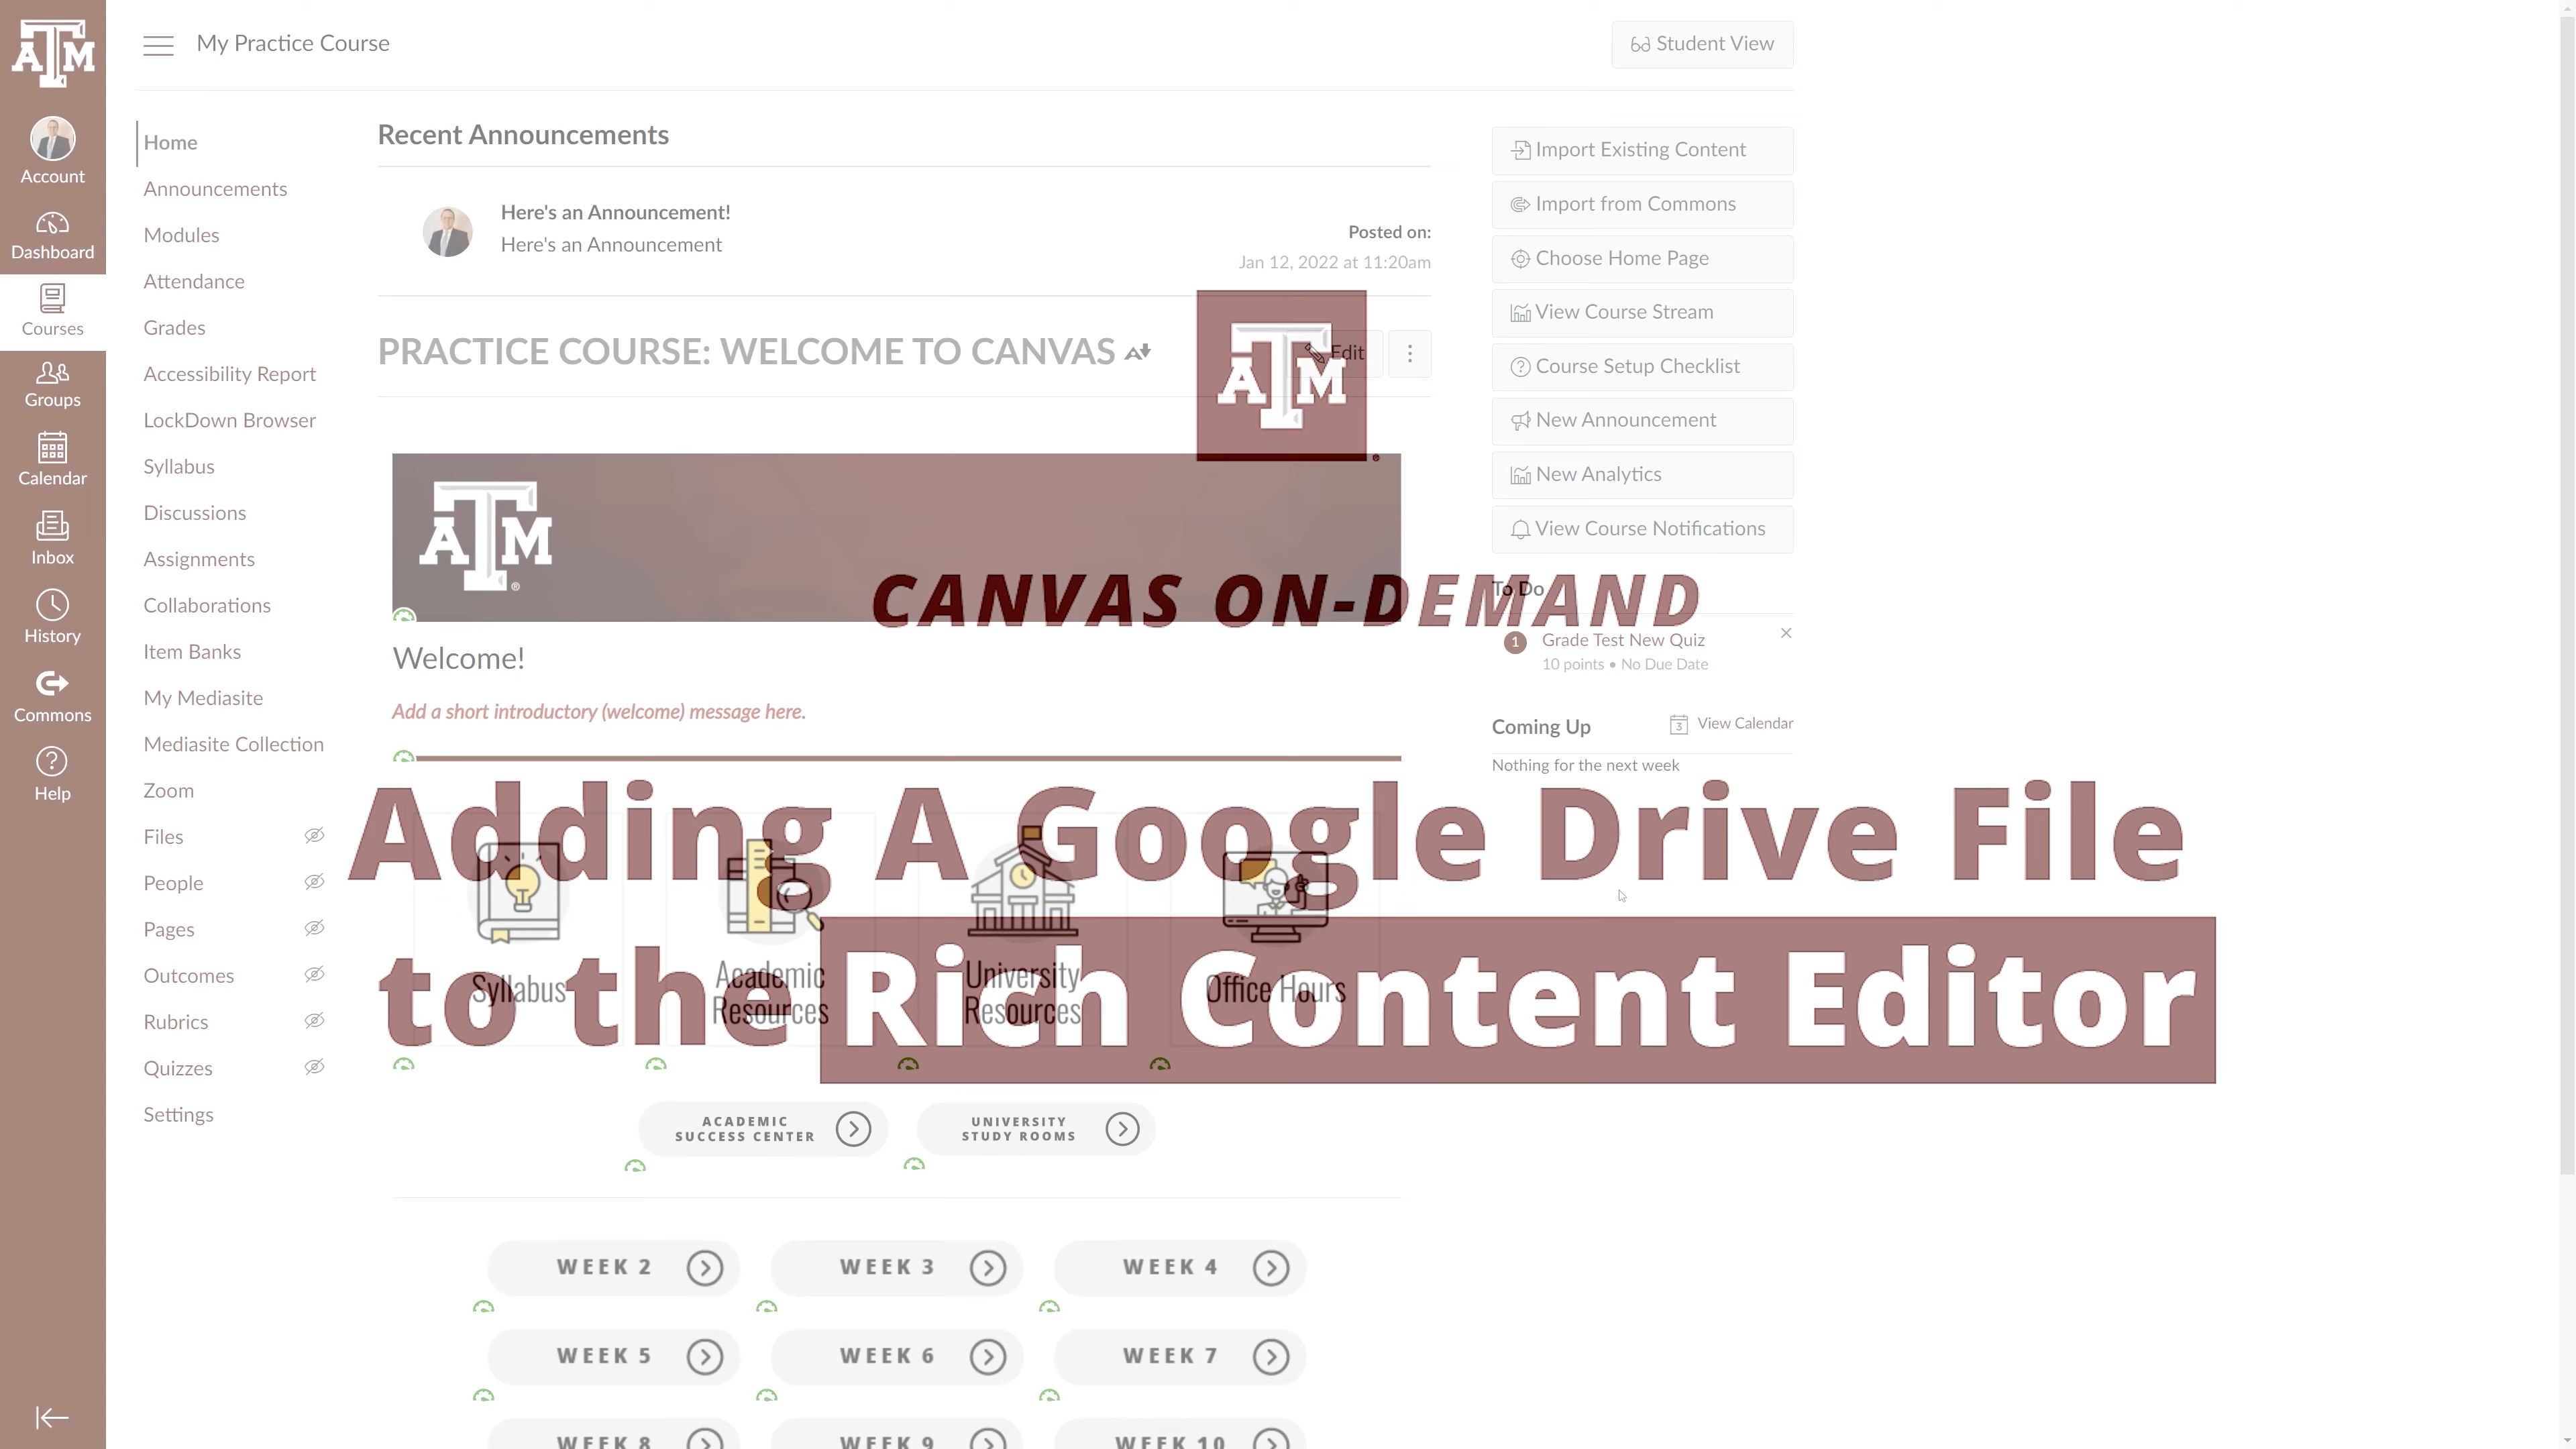 ATM
My Practice Course
Student View
Account
Dashboard
Courses
Groups
Calendar
Inbox
History
Commons
Help
Home
Announcements
Modules
Attendance
Grades
Accessibility Report
LockDown Browser
Syllabus
Discussions
Assignments
Collaborations
Item Banks
My Mediasite
Mediasite Collection
Zoom
Files
People
Pages
Outcomes
Rubrics
Quizzes
Settings
Recent Announcements
Here's an Announcement!
Here's an Announcement
Posted on:
Jan 12, 2022 at 11:20am
PRACTICE COURSE: WELCOME TO CANVAS
Edit
ATM
ATM®
CANVAS ON-DEMAND
Welcome!
Add a short introductory (welcome) message here.
Adding A Google Drive File
to the Rich Content Editor
Syllabus
Academic
Resources
University
Resources
Office Hours
ACADEMIC
SUCCESS CENTER
UNIVERSITY
STUDY ROOMS
WEEK 2
WEEK 3
WEEK 4
WEEK 5
WEEK 6
WEEK 7
WEEK 8
WEEK 9
WEEK 10
Import Existing Content
Import from Commons
Choose Home Page
View Course Stream
Course Setup Checklist
New Announcement
New Analytics
View Course Notifications
To Do
1
Grade Test New Quiz
10 points • No Due Date
Coming Up
3 View Calendar
Nothing for the next week